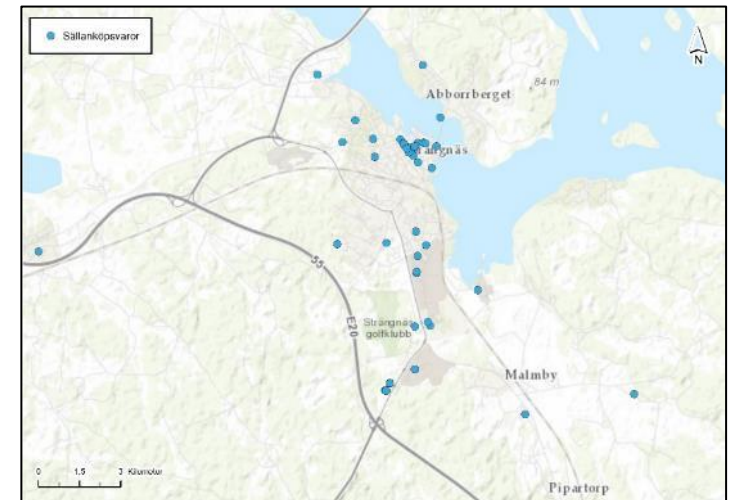 Sällanköpsvaror
N
84 m
Abborrberget
Strängnäs
55
E20
Strängnäs
golfklubb
Malmby
Pipartorp
0 1,5 3 Kilometer